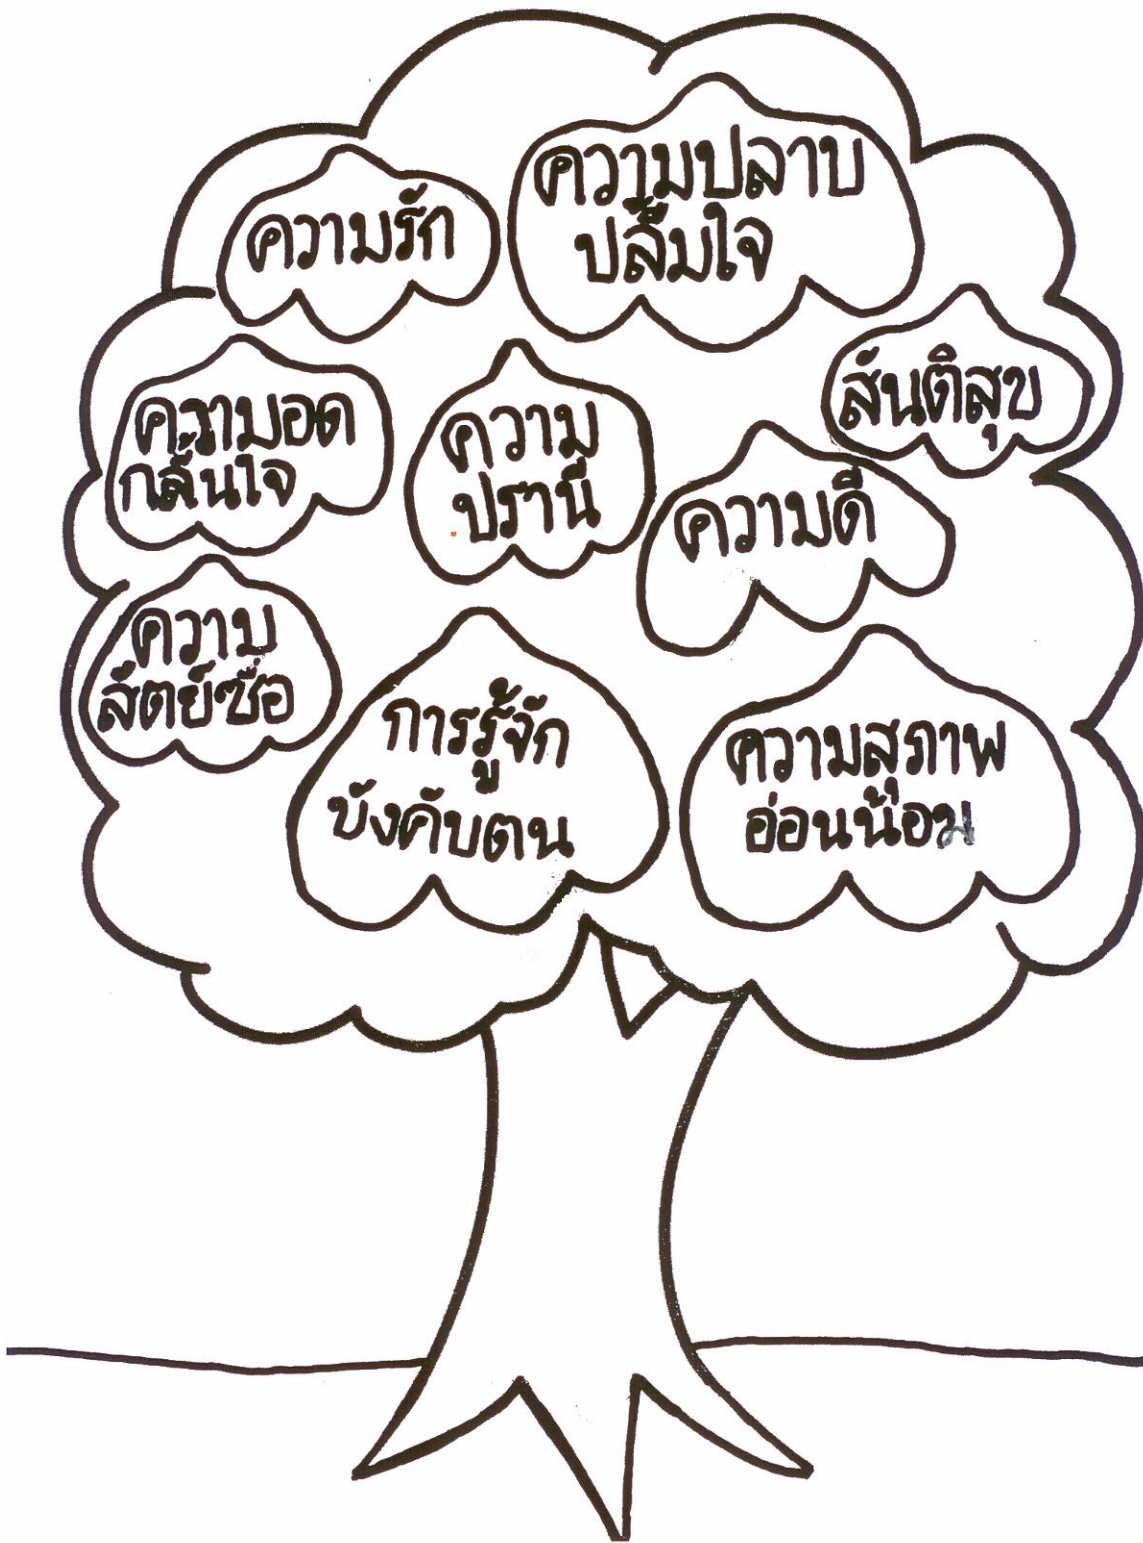 ความรัก
ความปลาบ
ปลื้มใจ
สันติสุข
ความอด
กลั้นใจ
ความ
ปรานี
ความดี
ความ
สัตย์ซื่อ
การรู้จัก
บังคับตน
ความสุภาพ
อ่อนน้อม